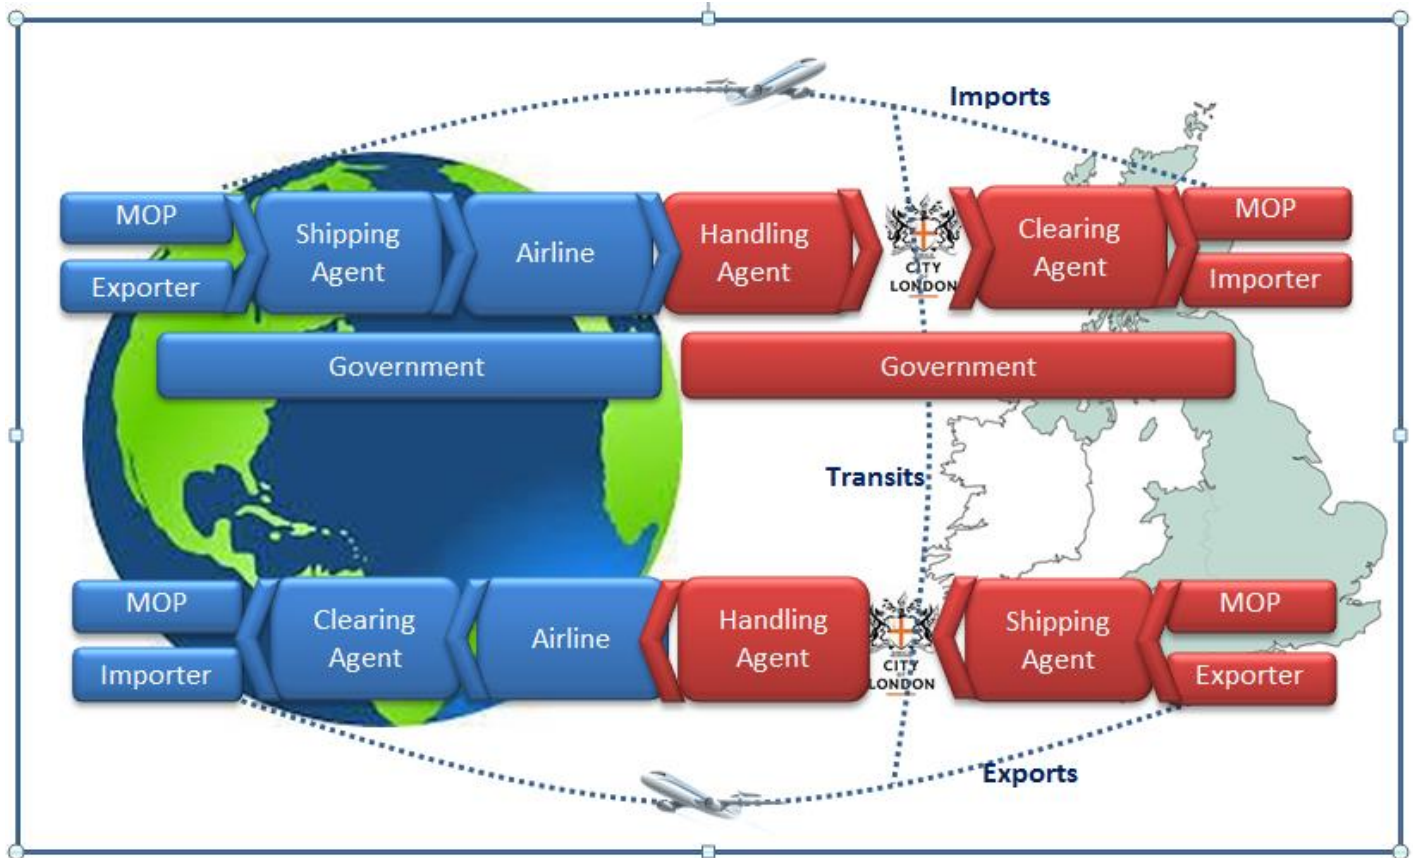 Imports
MOP
Exporter
Shipping
Agent
Airline
Handling
Agent
CITY
LONDON
Clearing
Agent
MOP
Importer
Government
Government
Transits
MOP
Importer
Clearing
Agent
Airline
Handling
Agent
CITY
LONDON
Shipping
Agent
MOP
Exporter
Exports